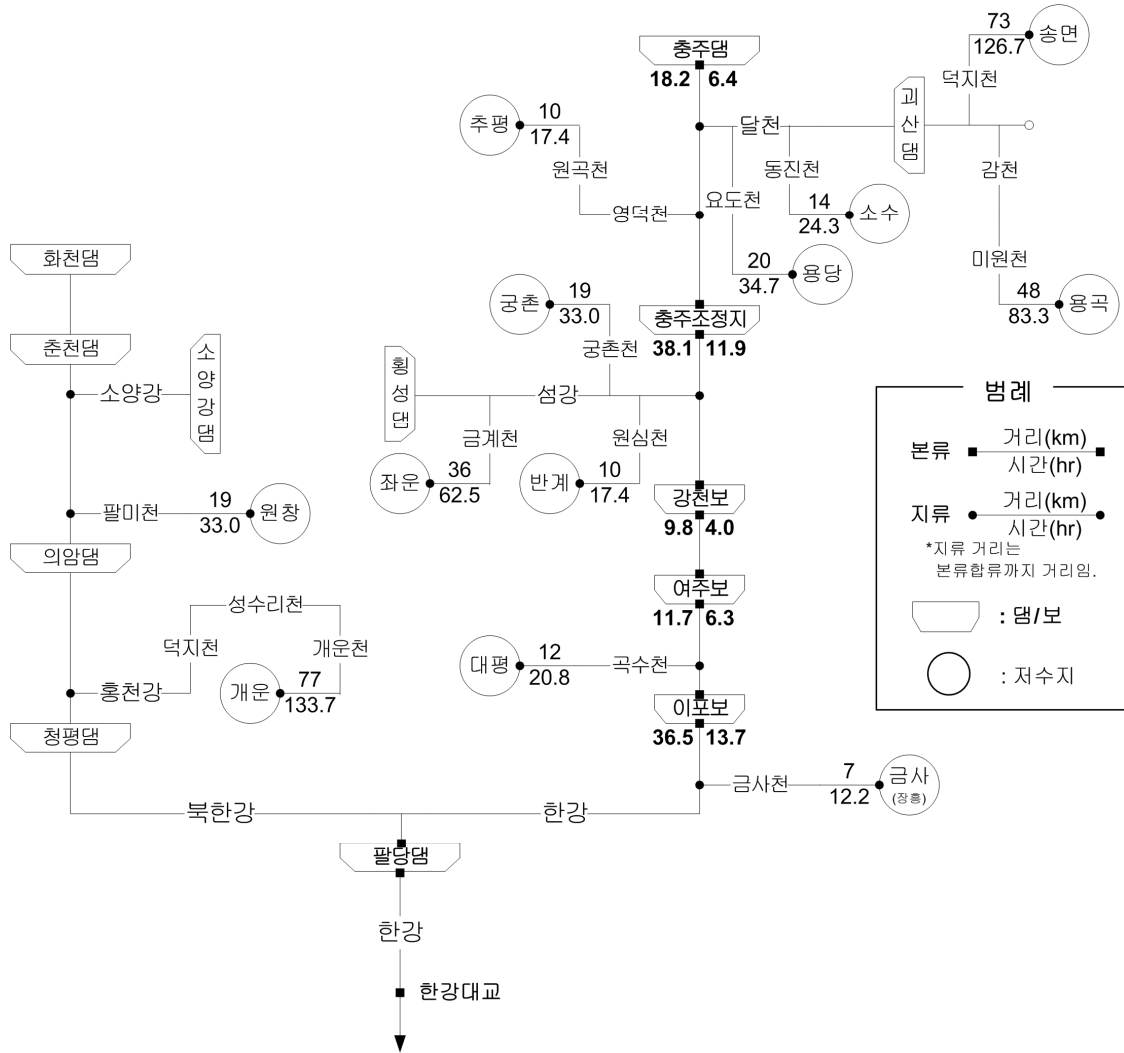 충주댐
18.2 6.4
73
126.7
송면
덕지천
괴산댐
달천
추평
10
17.4
원곡천
영덕천
요도천
동진천
14
24.3
소수
감천
미원천
48
83.3
용곡
20
34.7
용당
화천댐
춘천댐
소양강
소양강댐
팔미천
19
33.0
원창
의암댐
성수리천
덕지천
개운천
홍천강
개운
77
133.7
청평댐
궁촌
19
33.0
궁촌천
충주조정지
38.1 11.9
횡성댐
섬강
금계천
원심천
좌운
36
62.5
반계
10
17.4
강천보
9.8 4.0
여주보
11.7 6.3
대평
12
20.8
곡수천
이포보
36.5 13.7
금사천
7
12.2
금사
(장흥)
북한강
한강
팔당댐
한강
한강대교
범례
본류
거리(km)
시간(hr)
지류
거리(km)
시간(hr)
*지류 거리는
본류합류까지 거리임.
: 댐/보
: 저수지